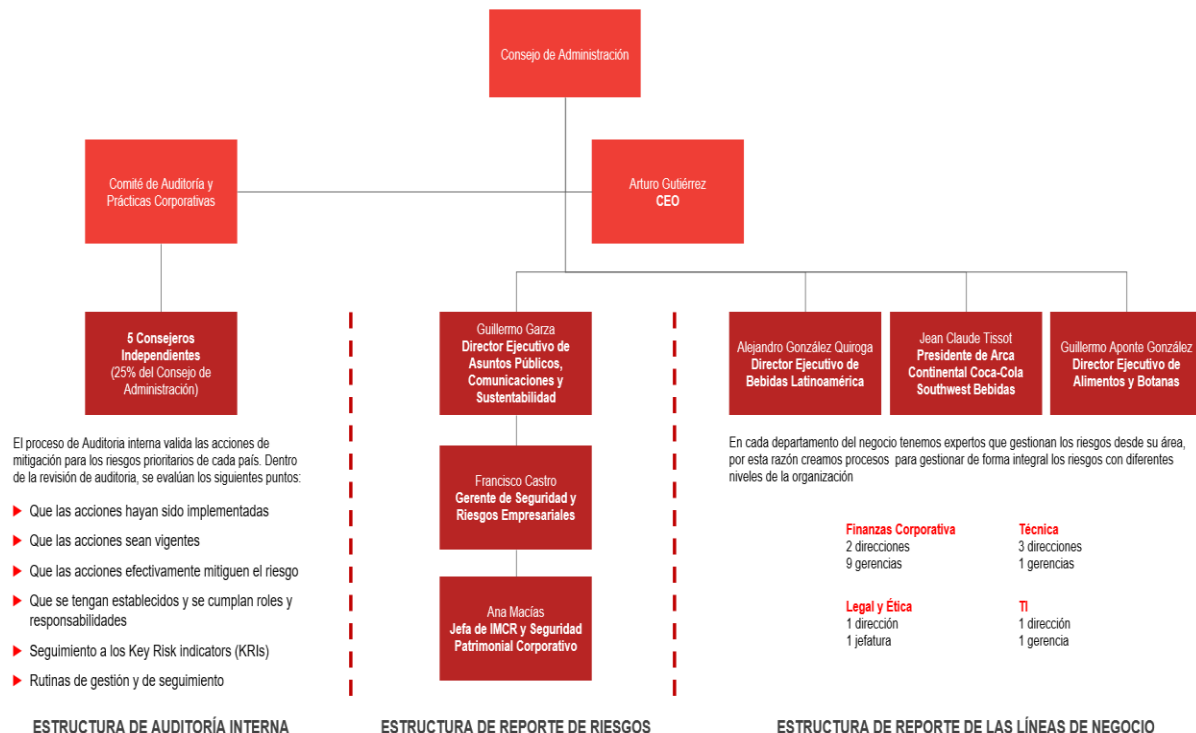 Consejo de Administración
Comité de Auditoría y
Prácticas Corporativas
Arturo Gutiérrez
CEO
5 Consejeros
Independientes
(25% del Consejo de
Administración)
Guillermo Garza
Director Ejecutivo de
Asuntos Públicos,
Comunicaciones y
Sustentabilidad
Alejandro González Quiroga
Director Ejecutivo de
Bebidas Latinoamérica
Jean Claude Tissot
Presidente de Arca
Continental Coca-Cola
Southwest Bebidas
Guillermo Aponte González
Director Ejecutivo de
Alimentos y Botanas
El proceso de Auditoria interna valida las acciones de
mitigación para los riesgos prioritarios de cada país. Dentro
de la revisión de auditoria, se evalúan los siguientes puntos:
Que las acciones hayan sido implementadas
Que las acciones sean vigentes
Que las acciones efectivamente mitiguen el riesgo
Que se tengan establecidos y se cumplan roles y
responsabilidades
Seguimiento a los Key Risk indicators (KRIs)
Rutinas de gestión y de seguimiento
Francisco Castro
Gerente de Seguridad y
Riesgos Empresariales
Ana Macías
Jefa de IMCR y Seguridad
Patrimonial Corporativo
En cada departamento del negocio tenemos expertos que gestionan los riesgos desde su área,
por esta razón creamos procesos para gestionar de forma integral los riesgos con diferentes
niveles de la organización
Finanzas Corporativa
2 direcciones
9 gerencias
Técnica
3 direcciones
1 gerencias
Legal y Ética
1 dirección
1 jefatura
TI
1 dirección
1 gerencia
ESTRUCTURA DE AUDITORÍA INTERNA
ESTRUCTURA DE REPORTE DE RIESGOS
ESTRUCTURA DE REPORTE DE LAS LÍNEAS DE NEGOCIO